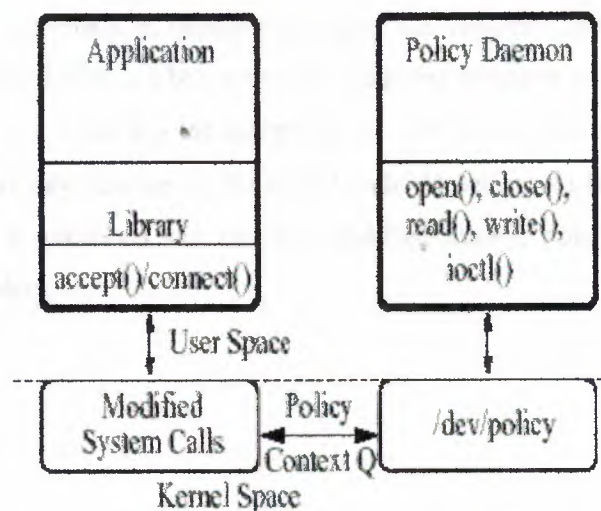 Application
Library
accept()/connect()
Policy Daemon
open(), close(),
read(), write(),
ioctl()
User Space
Modified
System Calls
Policy
Context Q
/dev/policy
Kernel Space